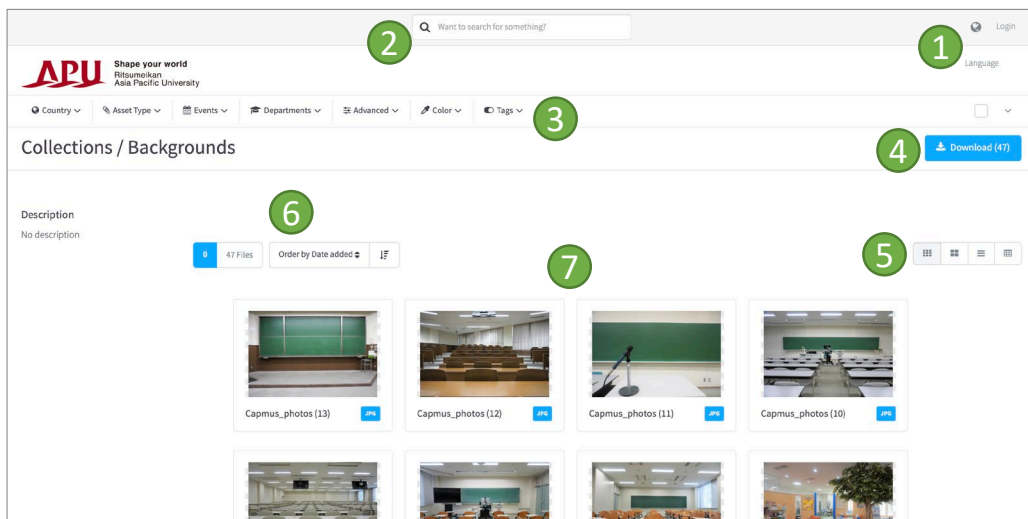 Want to search for something?
Login
2
1
Language
APU
Shape your world
Ritsumeikan
Asia Pacific University
Country
Asset Type
Events
Departments
Advanced
Color
Tags
3
Collections / Backgrounds
4
Download (47)
Description
6
No description
0
47 Files
Order by Date added
7
5
Capmus_photos (13)
JPG
Capmus_photos (12)
JPG
Capmus_photos (11)
JPG
Capmus_photos (10)
JPG